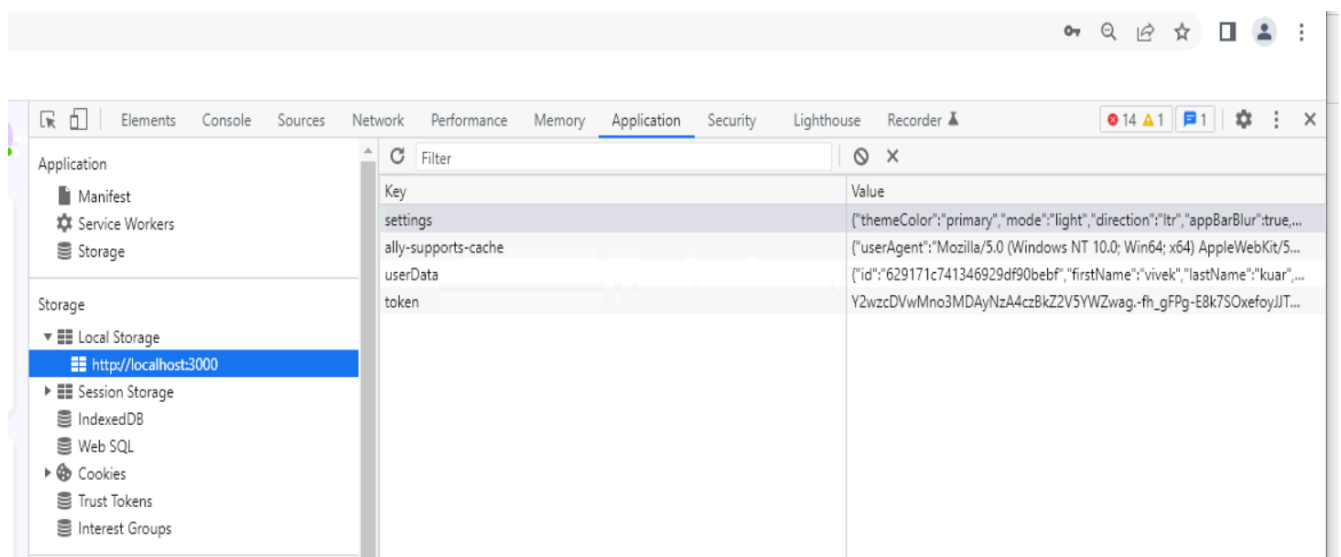 Elements Console Sources Network Performance Memory Application Security Lighthouse Recorder 14 1 1
Application
Manifest
Service Workers
Storage
Storage
Local Storage
http://localhost:3000
Session Storage
IndexedDB
Web SQL
Cookies
Trust Tokens
Interest Groups
Filter
Key Value
settings {"themeColor":"primary","mode":"light","direction":"ltr","appBarBlur":true,...
ally-supports-cache {"userAgent":"Mozilla/5.0 (Windows NT 10.0; Win64; x64) AppleWebKit/5...
userData {"id":"629171c741346929df90bebf","firstName":"vivek","lastName":"kuar",...
token Y2wzcDVwMno3MDAyNzA4czBkZ2V5YWZwag.-fh_gFPg-E8k7SOxefoyJJT...